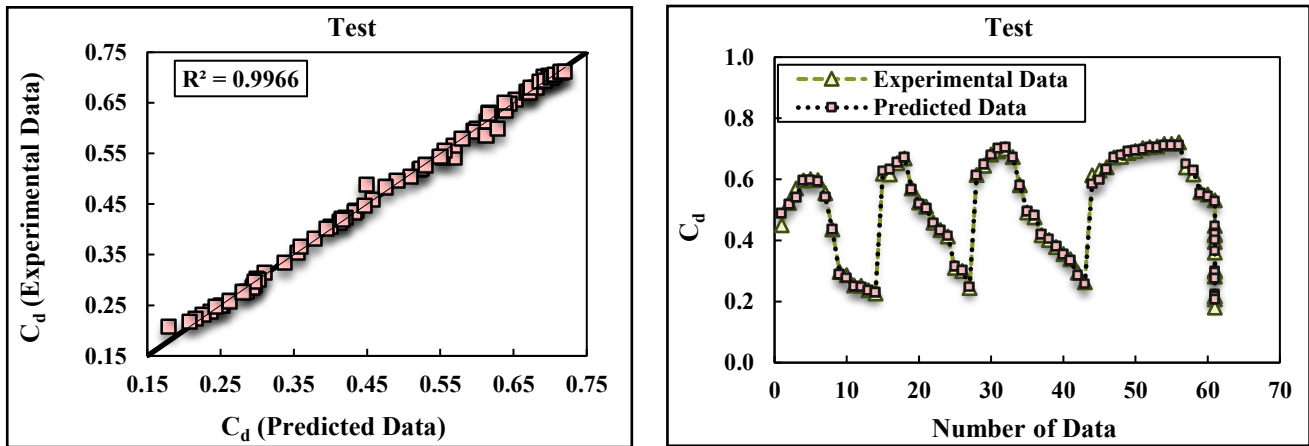 Test
R² = 0.9966
C_d (Experimental Data)
0.75
0.65
0.55
0.45
0.35
0.25
0.15
0.15 0.25 0.35 0.45 0.55 0.65 0.75
C_d (Predicted Data)
Test
Experimental Data
Predicted Data
C_d
1.0
0.8
0.6
0.4
0.2
0.0
0 10 20 30 40 50 60 70
Number of Data